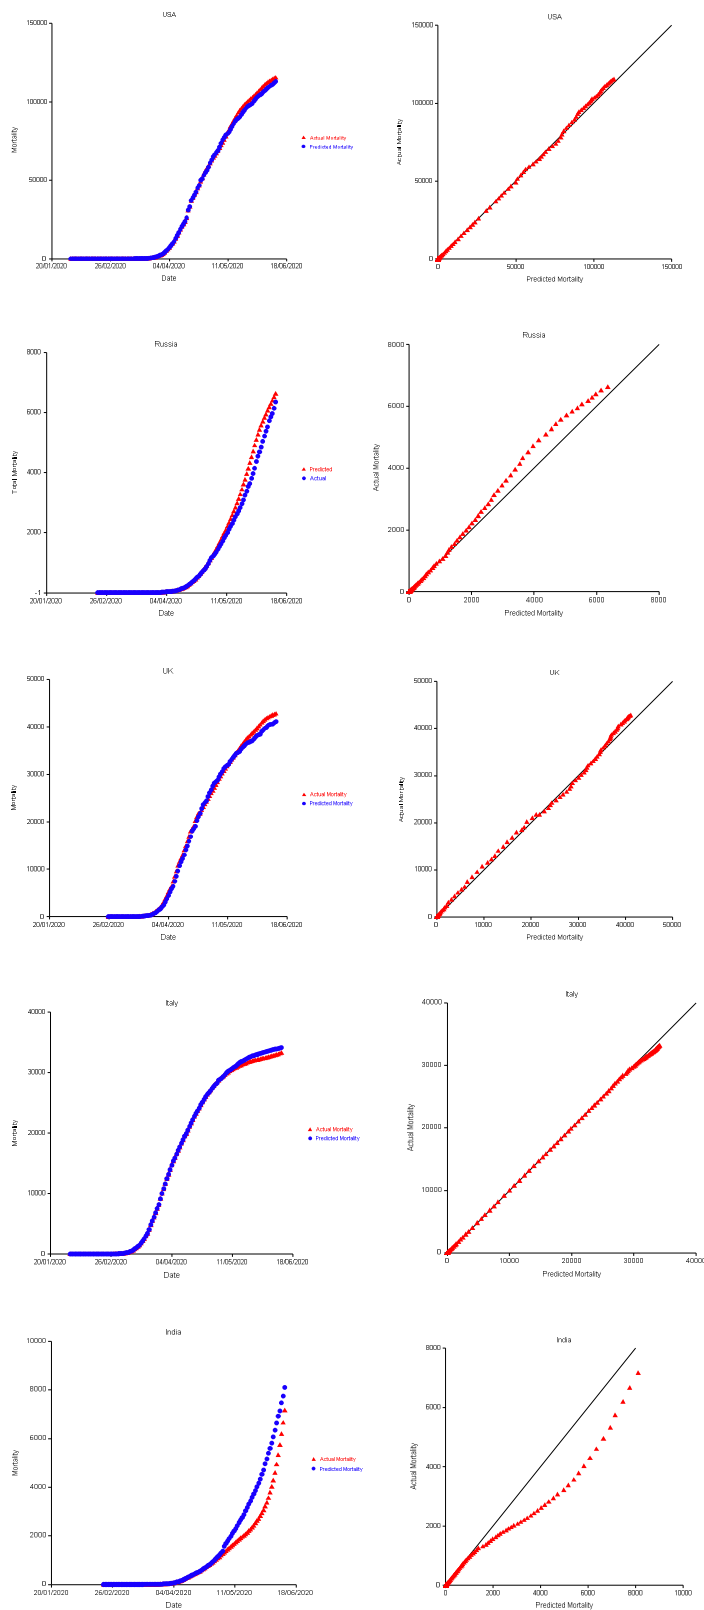 USA
150000
100000
50000
0
Mortality
20/01/2020 26/02/2020 04/04/2020 11/05/2020 18/06/2020
Date
Actual Mortality
Predicted Mortality
USA
150000
100000
50000
0
Actual Mortality
0 50000 100000 150000
Predicted Mortality
Russia
8000
6000
4000
2000
-1
Total Mortality
20/01/2020 26/02/2020 04/04/2020 11/05/2020 18/06/2020
Date
Predicted
Actual
Russia
8000
6000
4000
2000
0
Actual Mortality
0 2000 4000 6000 8000
Predicted Mortality
UK
50000
40000
30000
20000
10000
0
Mortality
20/01/2020 26/02/2020 04/04/2020 11/05/2020 18/06/2020
Date
Actual Mortality
Predicted Mortality
UK
50000
40000
30000
20000
10000
0
Actual Mortality
0 10000 20000 30000 40000 50000
Predicted Mortality
Italy
40000
30000
20000
10000
0
Mortality
20/01/2020 26/02/2020 04/04/2020 11/05/2020 18/06/2020
Date
Actual Mortality
Predicted Mortality
Italy
40000
30000
20000
10000
0
Actual Mortality
0 10000 20000 30000 40000
Predicted Mortality
India
10000
8000
6000
4000
2000
0
Mortality
20/01/2020 26/02/2020 04/04/2020 11/05/2020 18/06/2020
Date
Actual Mortality
Predicted Mortality
India
8000
6000
4000
2000
0
Actual Mortality
0 2000 4000 6000 8000 10000
Predicted Mortality